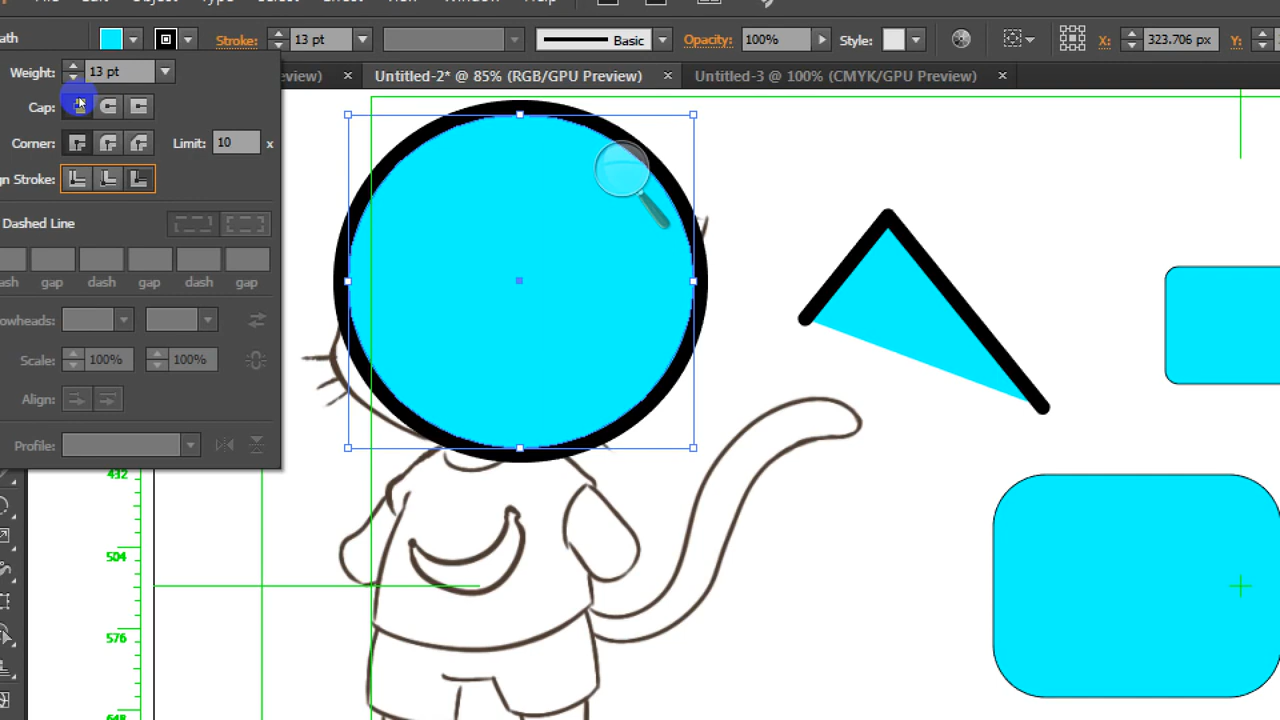 ath Stroke: 13 pt Basic Opacity: 100% Style: X: 323.706 px Y:
Weight: 13 pt
eview) × Untitled-2* @ 85% (RGB/GPU Preview) × Untitled-3 @ 100% (CMYK/GPU Preview) ×
Cap:
Corner: Limit: 10 x
gn Stroke:
Dashed Line
ash gap dash gap dash gap
owheads:
Scale: 100% 100%
Align:
Profile:
432
504
576
648